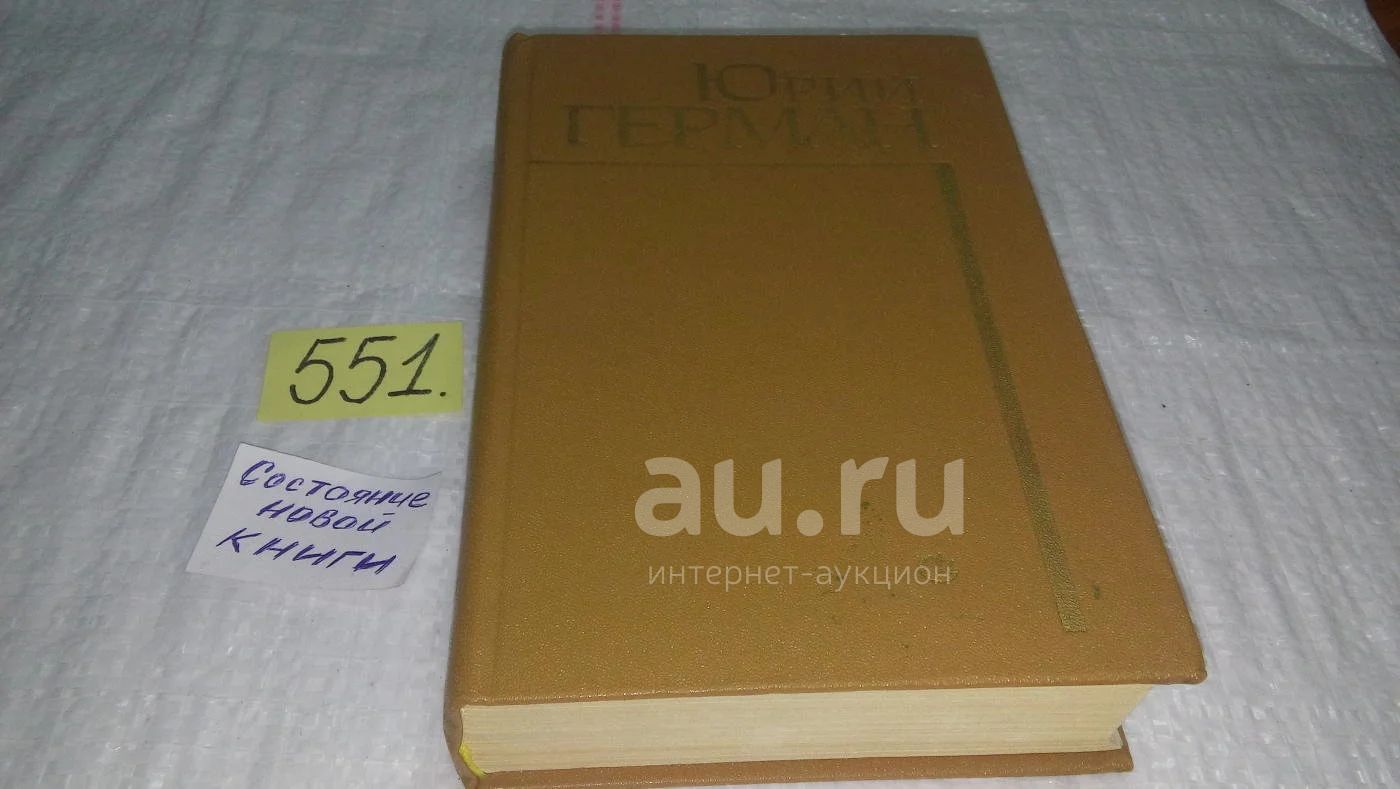 Юрий
ГЕРМАН
551.
Состояние
новой
книги
au.ru
интернет-аукцион